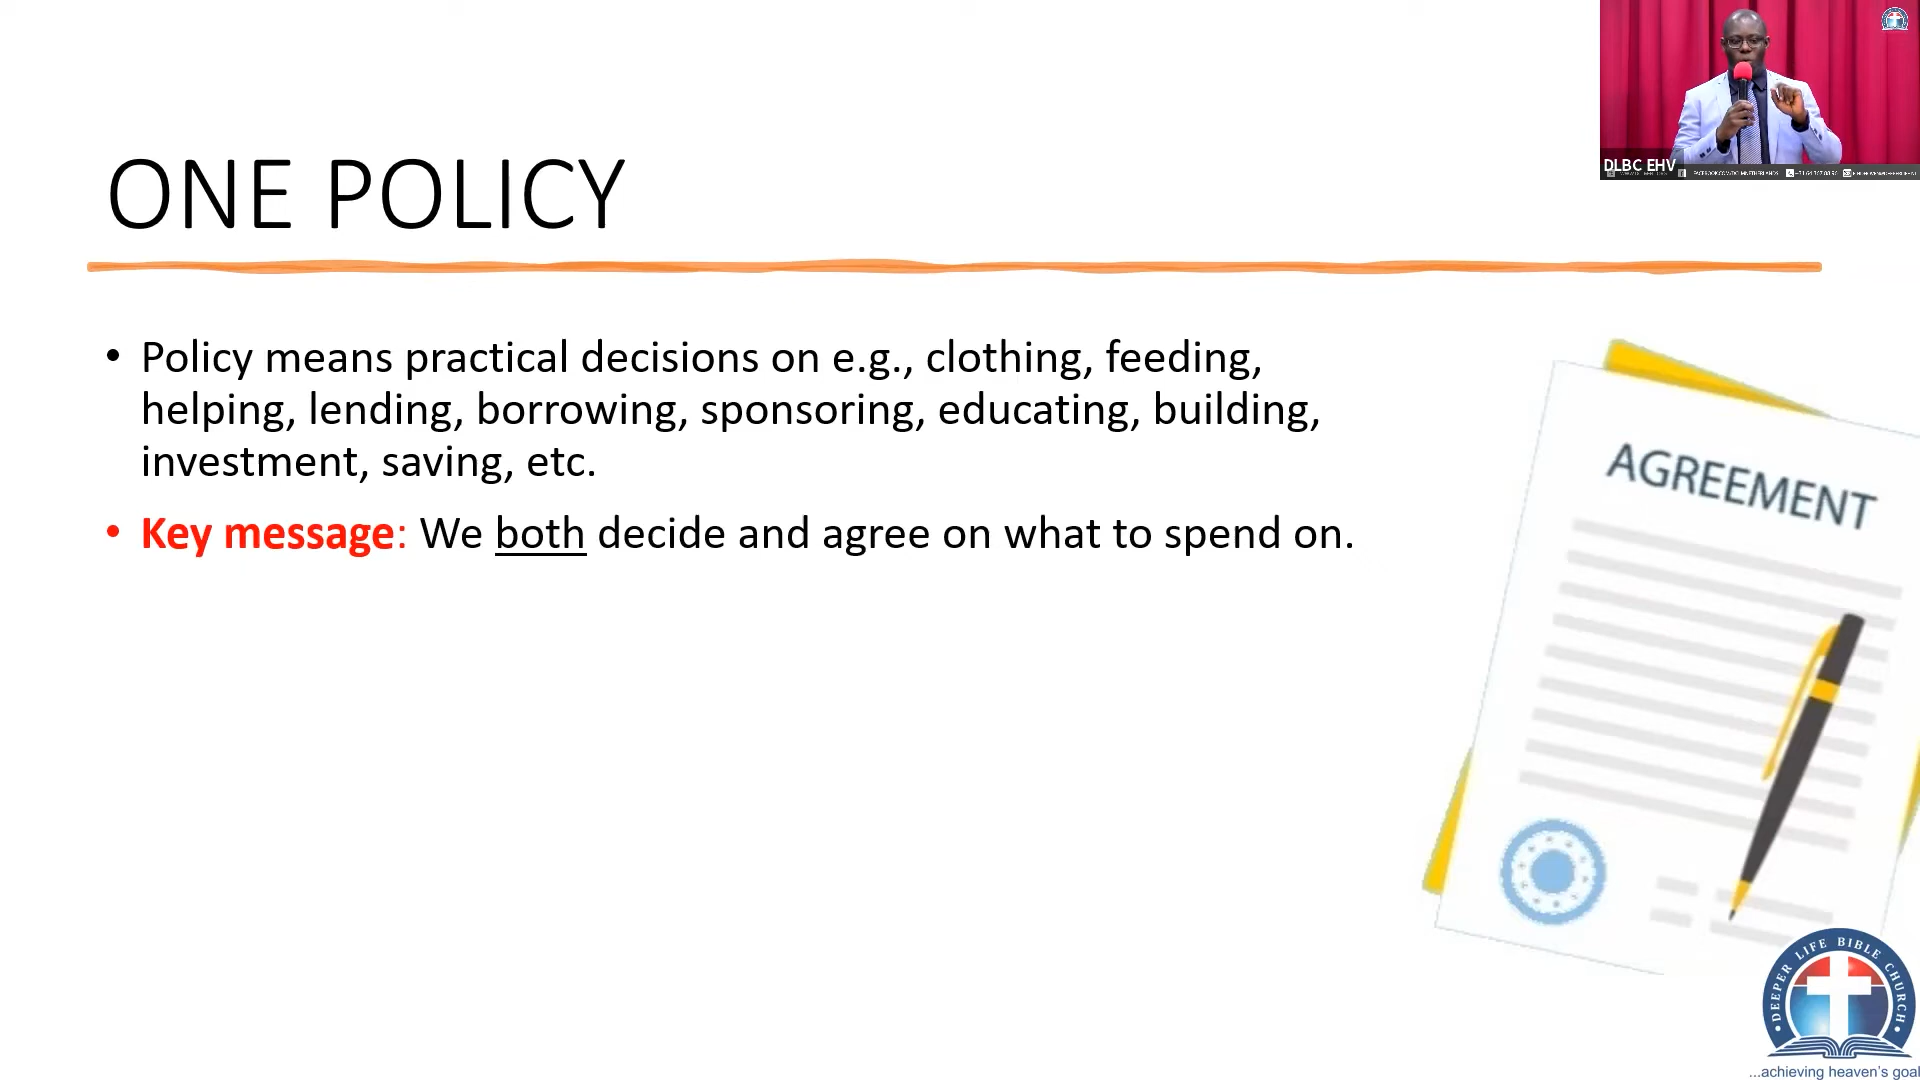 ONE POLICY
DLBC EHV
• Policy means practical decisions on e.g., clothing, feeding,
helping, lending, borrowing, sponsoring, educating, building,
investment, saving, etc.
• Key message: We both decide and agree on what to spend on.
AGREEMENT
• DEEPER LIFE BIBLE CHURCH •
...achieving heaven's goal